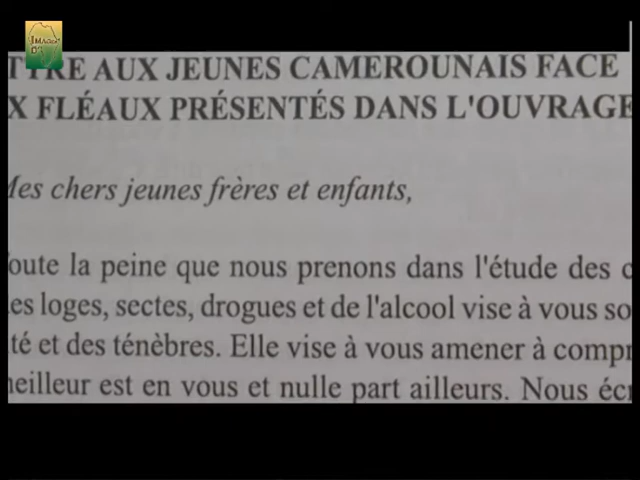 TTRE AUX JEUNES CAMEROUNAIS FACE
X FLÉAUX PRÉSENTÉS DANS L'OUVRAGE
Mes chers jeunes frères et enfants,
oute la peine que nous prenons dans l'étude des c
es loges, sectes, drogues et de l'alcool vise à vous so
té et des ténèbres. Elle vise à vous amener à compr
neilleur est en vous et nulle part ailleurs. Nous écr